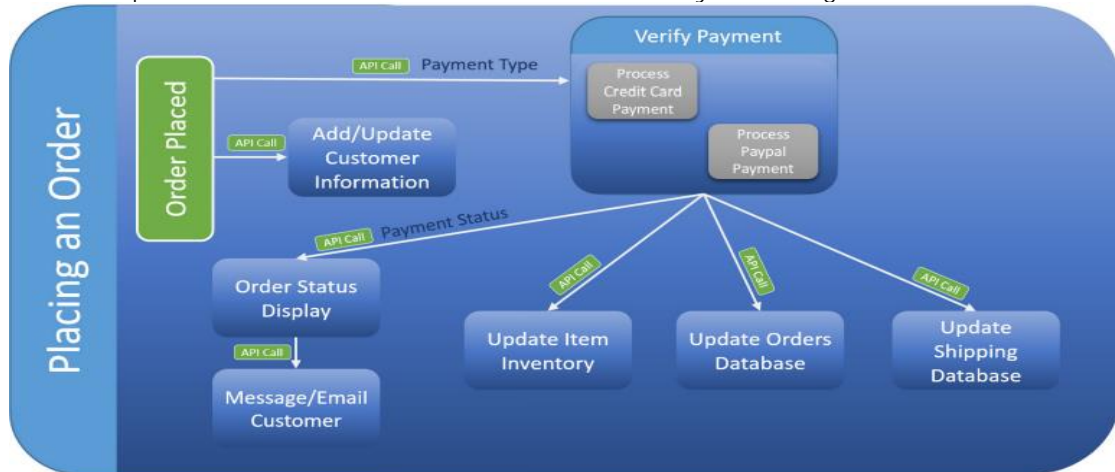 Placing an Order
Order Placed
API Call
Payment Type
Verify Payment
Process
Credit Card
Payment
Process
Paypal
Payment
API Call
Add/Update
Customer
Information
API Call
Payment Status
Order Status
Display
API Call
Message/Email
Customer
API Call
Update Item
Inventory
API Call
Update Orders
Database
API Call
Update
Shipping
Database